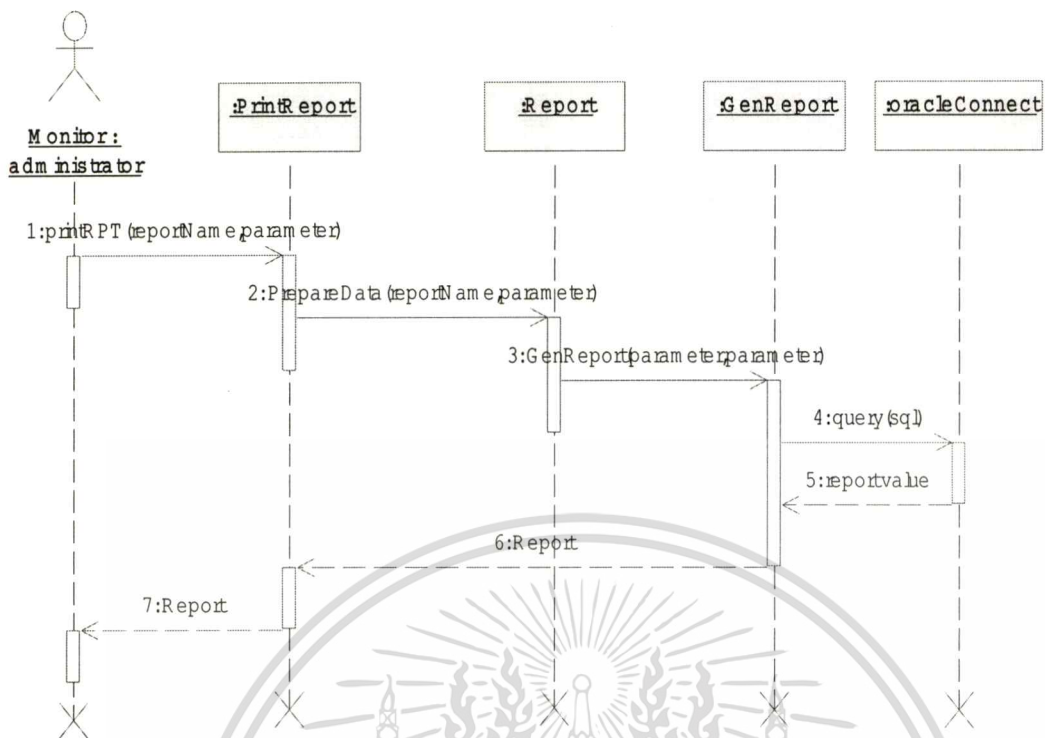 :PrintReport
:Report
:GenReport
:oracleConnect
Monitor:
administrator
1:printRPT(reportName,parameter)
2:PrepareData(reportName,parameter)
3:GenReport(parameter,parameter)
4:query(sql)
5:reportvalue
6:Report
7:Report